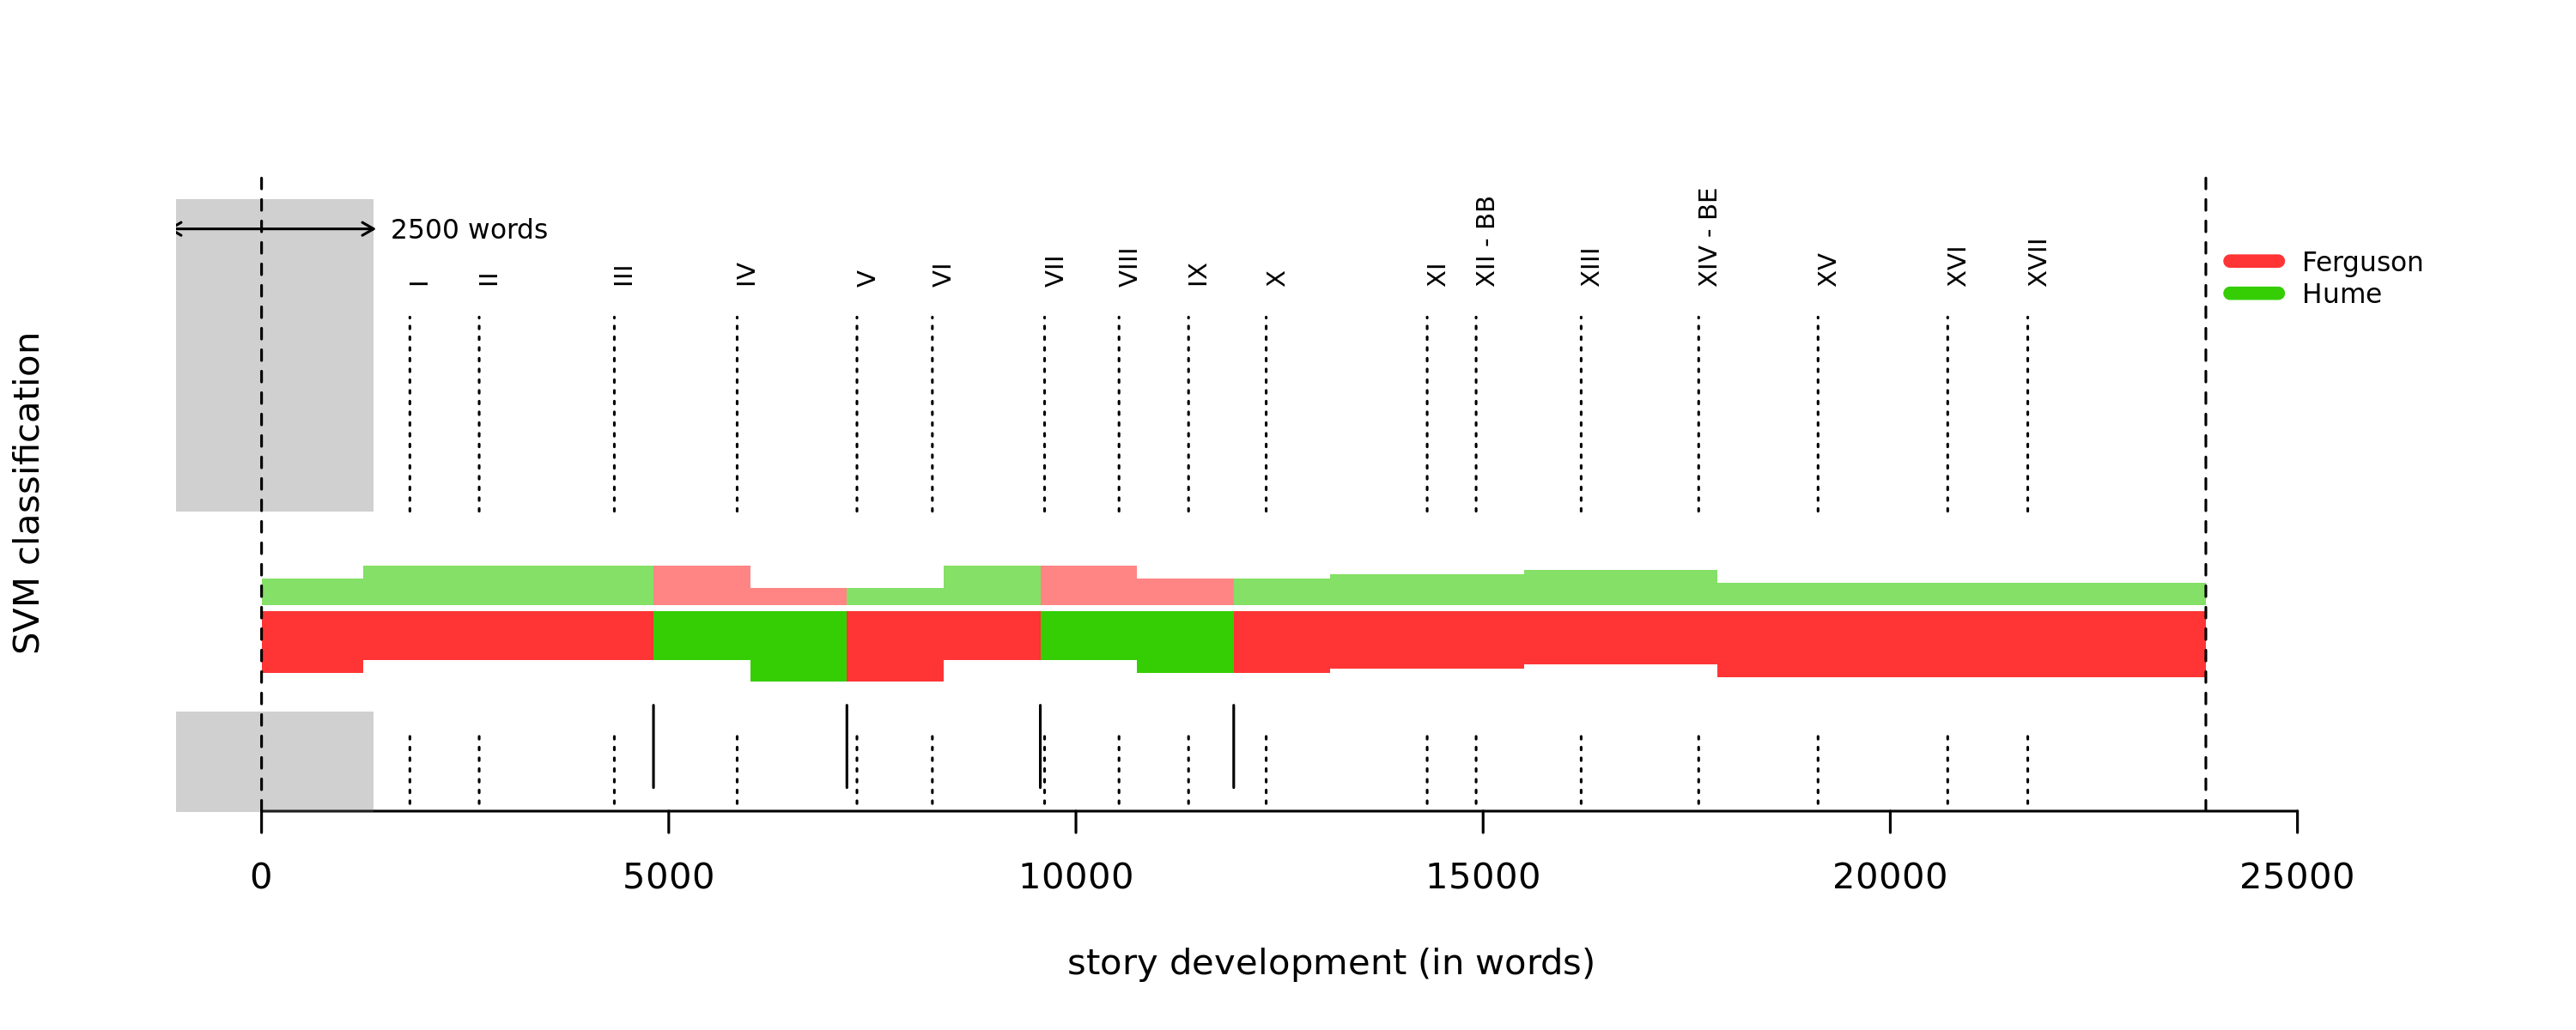 2500 words
I
II
III
IV
V
VI
VII
VIII
IX
X
XI
XII - BB
XIII
XIV - BE
XV
XVI
XVII
Ferguson
Hume
SVM classification
0
5000
10000
15000
20000
25000
story development (in words)